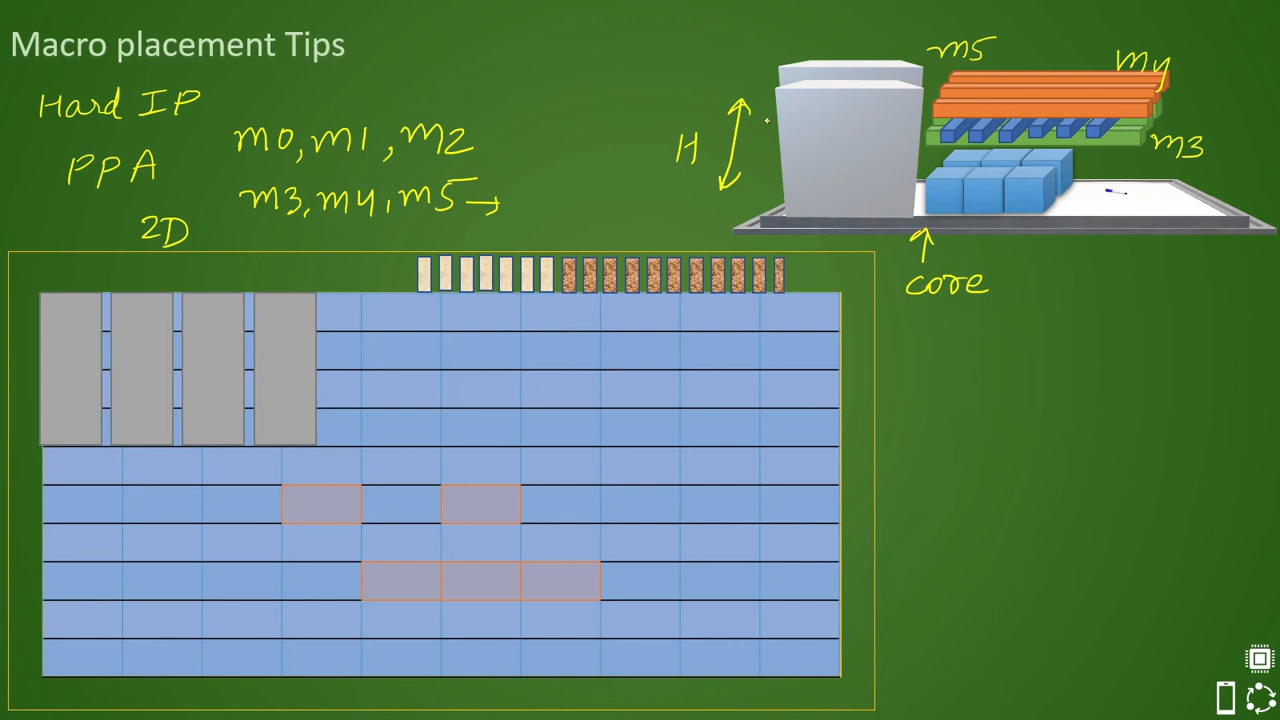 Macro placement Tips
Hard IP
PPA
m0, m1, m2
m3, m4, m5 →
2D
H
m5
m4
m3
core